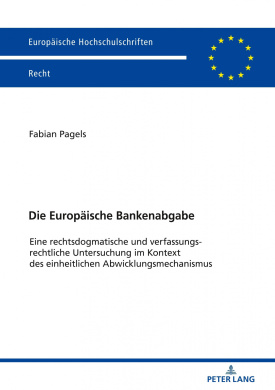 Europäische Hochschulschriften
Recht
Fabian Pagels
Die Europäische Bankenabgabe
Eine rechtsdogmatische und verfassungs-
rechtliche Untersuchung im Kontext
des einheitlichen Abwicklungsmechanismus
PETER LANG